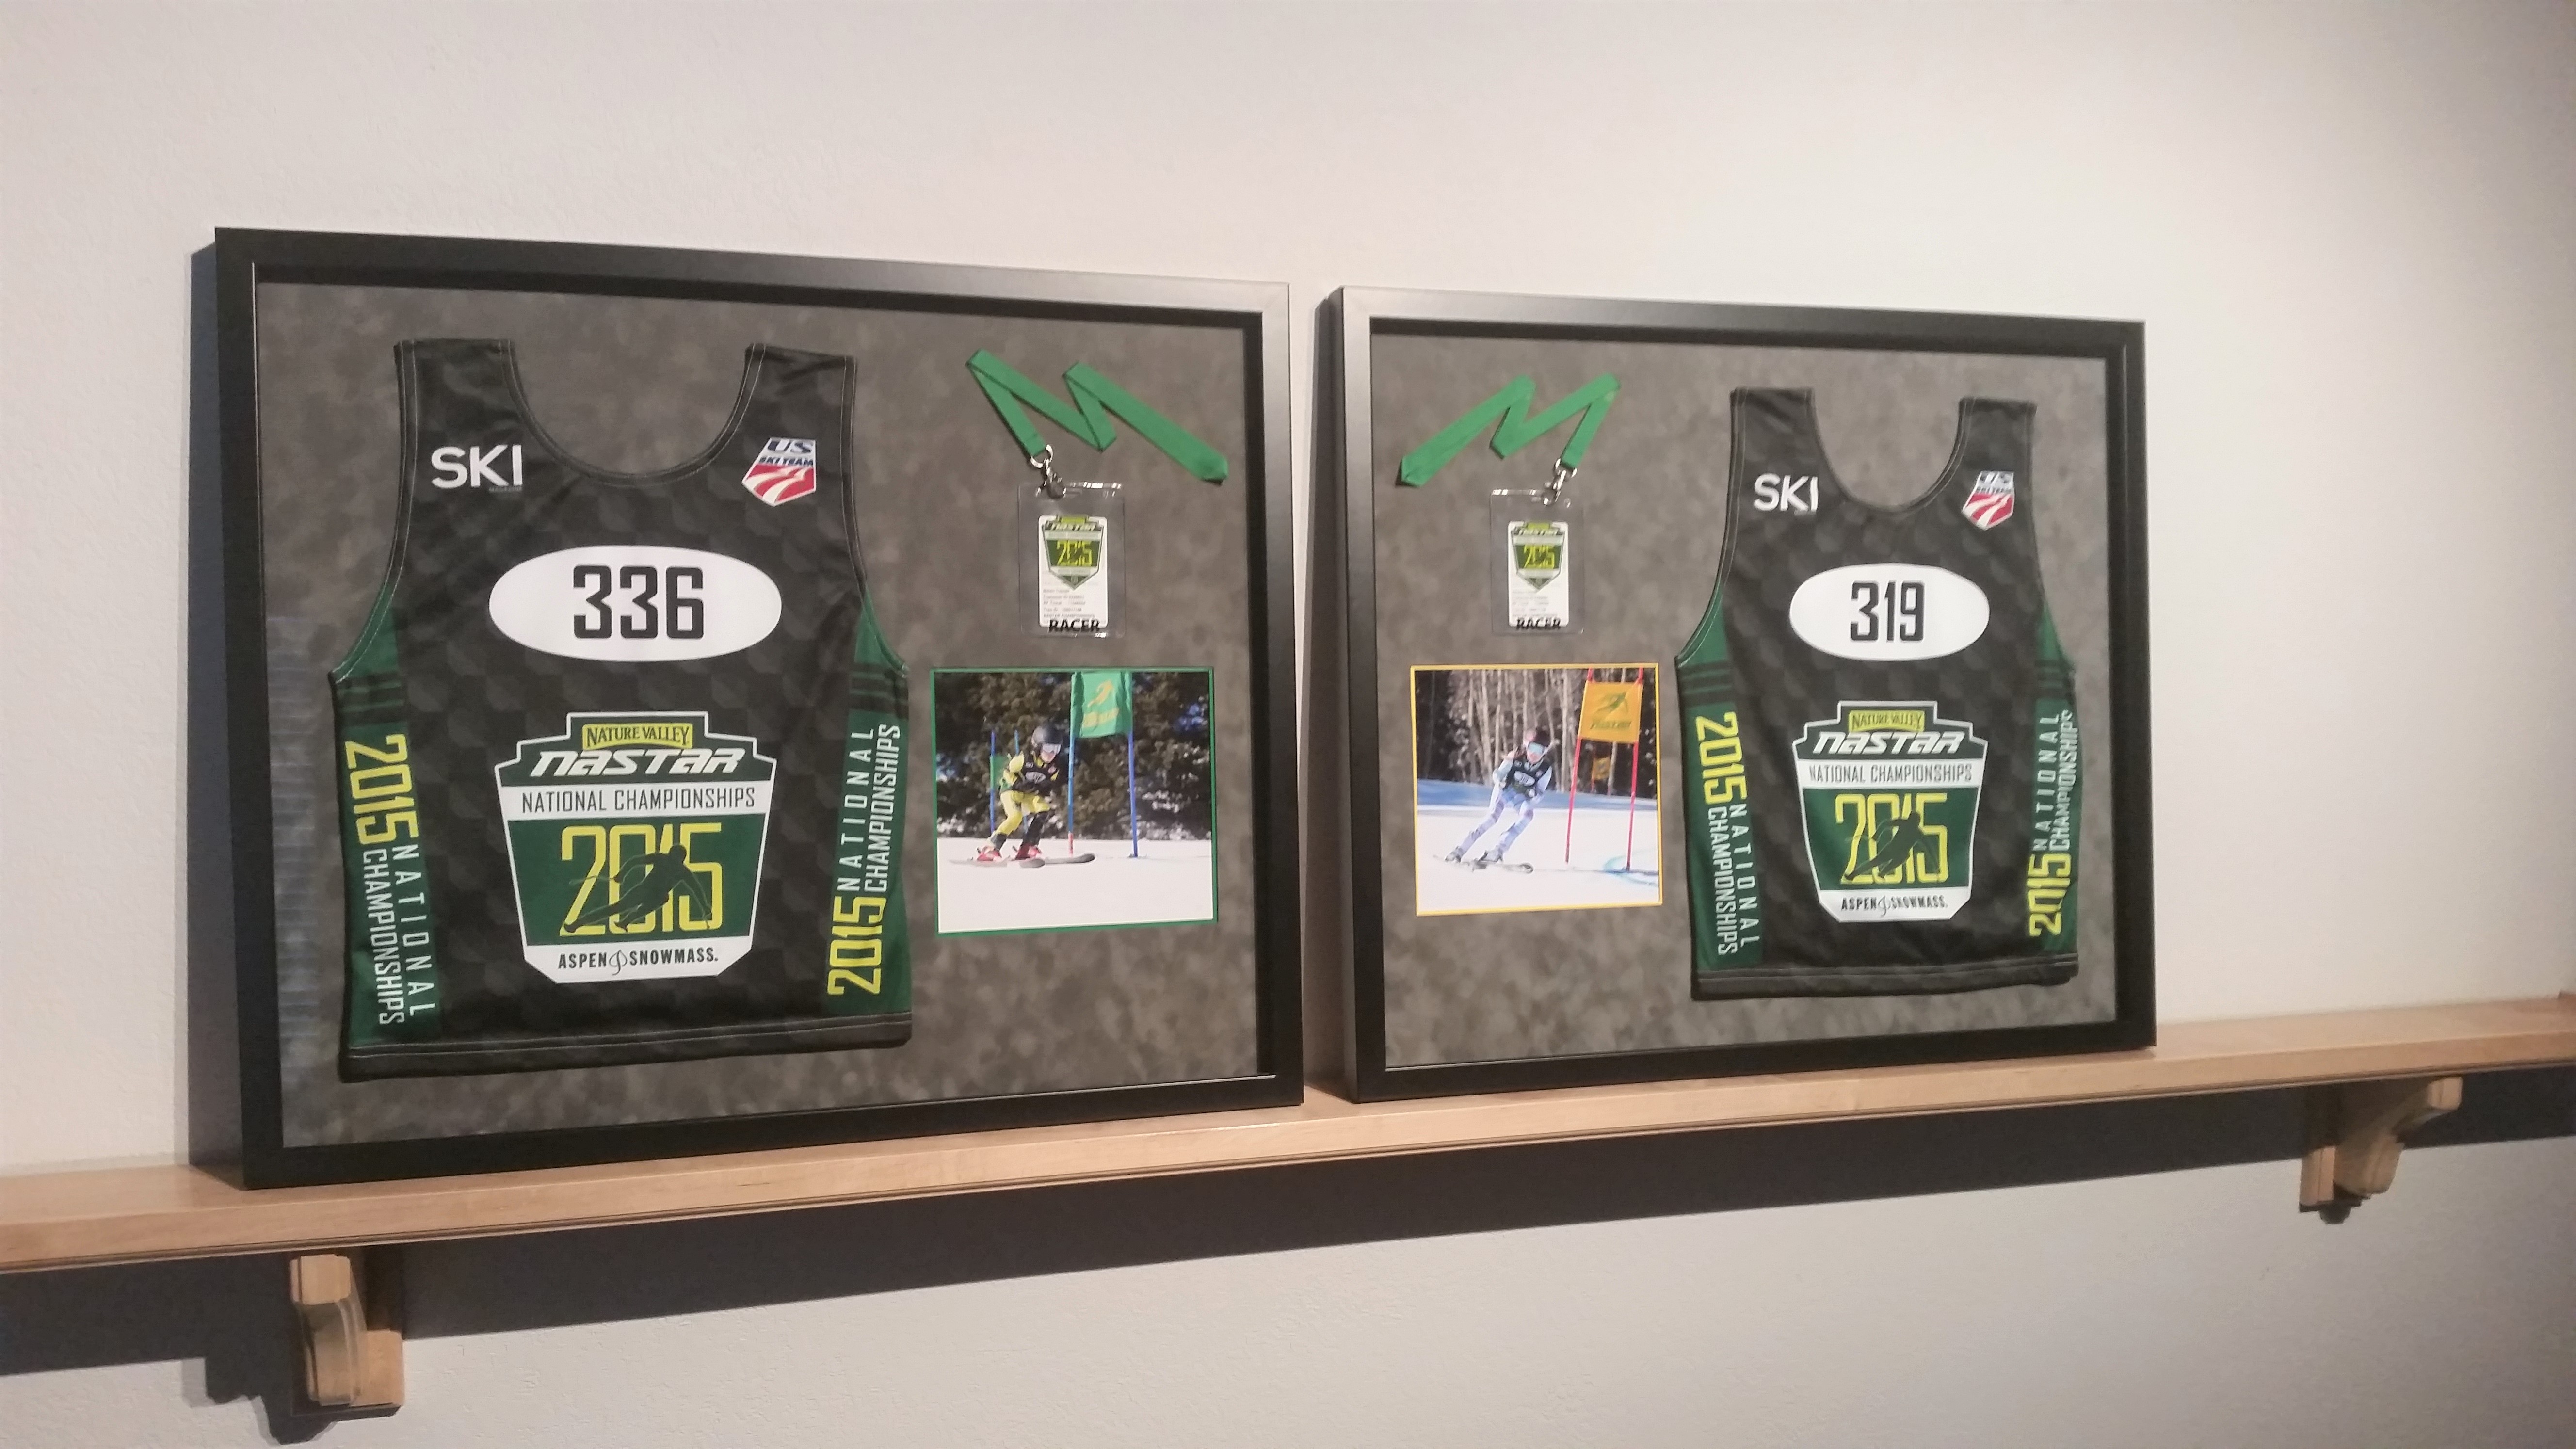 SKI
US
SKI TEAM
336
NATURE VALLEY
NASTAR
NATIONAL CHAMPIONSHIPS
2015
ASPEN SNOWMASS.
2015 NATIONAL
CHAMPIONSHIPS
2015 NATIONAL
CHAMPIONSHIPS
NASTAR
2015
RACER
NASTAR
2015
RACER
SKI
US
SKI TEAM
319
NATURE VALLEY
NASTAR
NATIONAL CHAMPIONSHIPS
2015
ASPEN SNOWMASS.
2015 NATIONAL
CHAMPIONSHIPS
2015 NATIONAL
CHAMPIONSHIPS